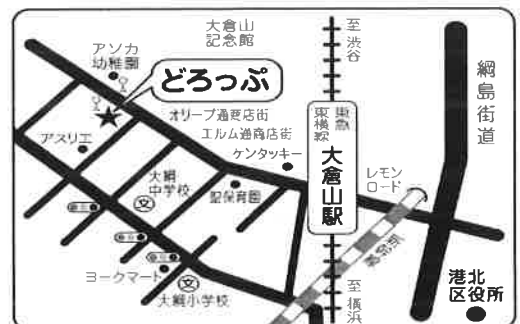 大倉山
記念館
至渋谷
アソカ
幼稚園
どろっぷ
綱島街道
オリーブ通商店街
エルム通商店街
東急
東横線
大倉山駅
アスリエ
ケンタッキー
レモン
ロード
大綱
中学校
文
聖保育園
新幹線
ヨークマート
文
大綱小学校
至横浜
港北
区役所